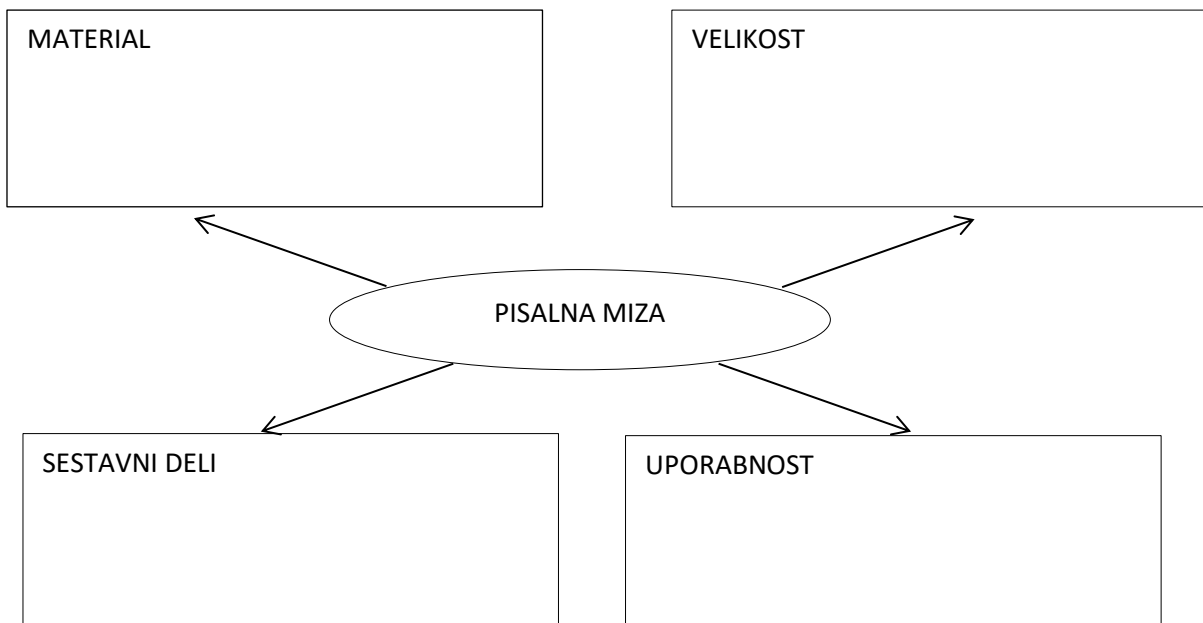 MATERIAL
VELIKOST
PISALNA MIZA
SESTAVNI DELI
UPORABNOST